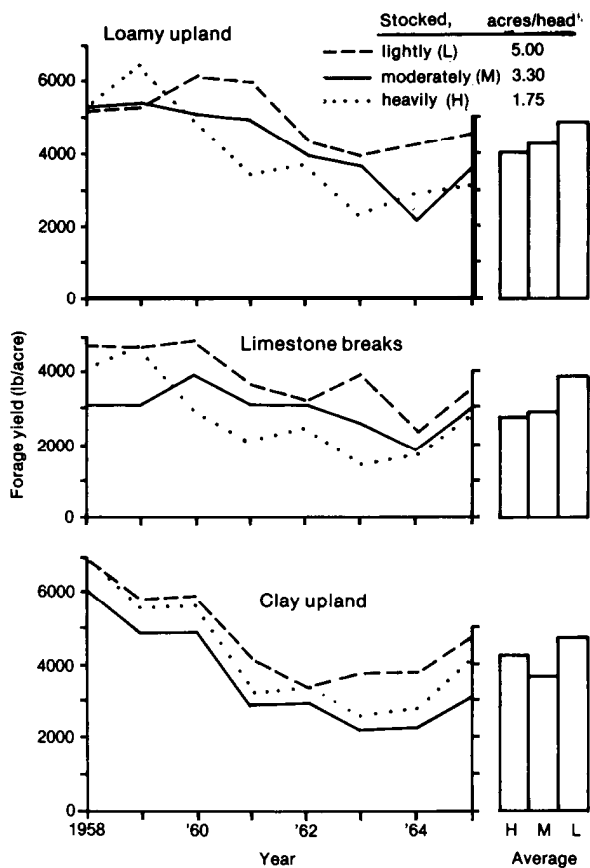 Stocked, acres/head¹·
Loamy upland
lightly (L) 5.00
moderately (M) 3.30
heavily (H) 1.75
6000
4000
2000
0
Limestone breaks
4000
2000
0
Forage yield (lb/acre)
Clay upland
6000
4000
2000
0
1958 '60 '62 '64 H M L
Year Average